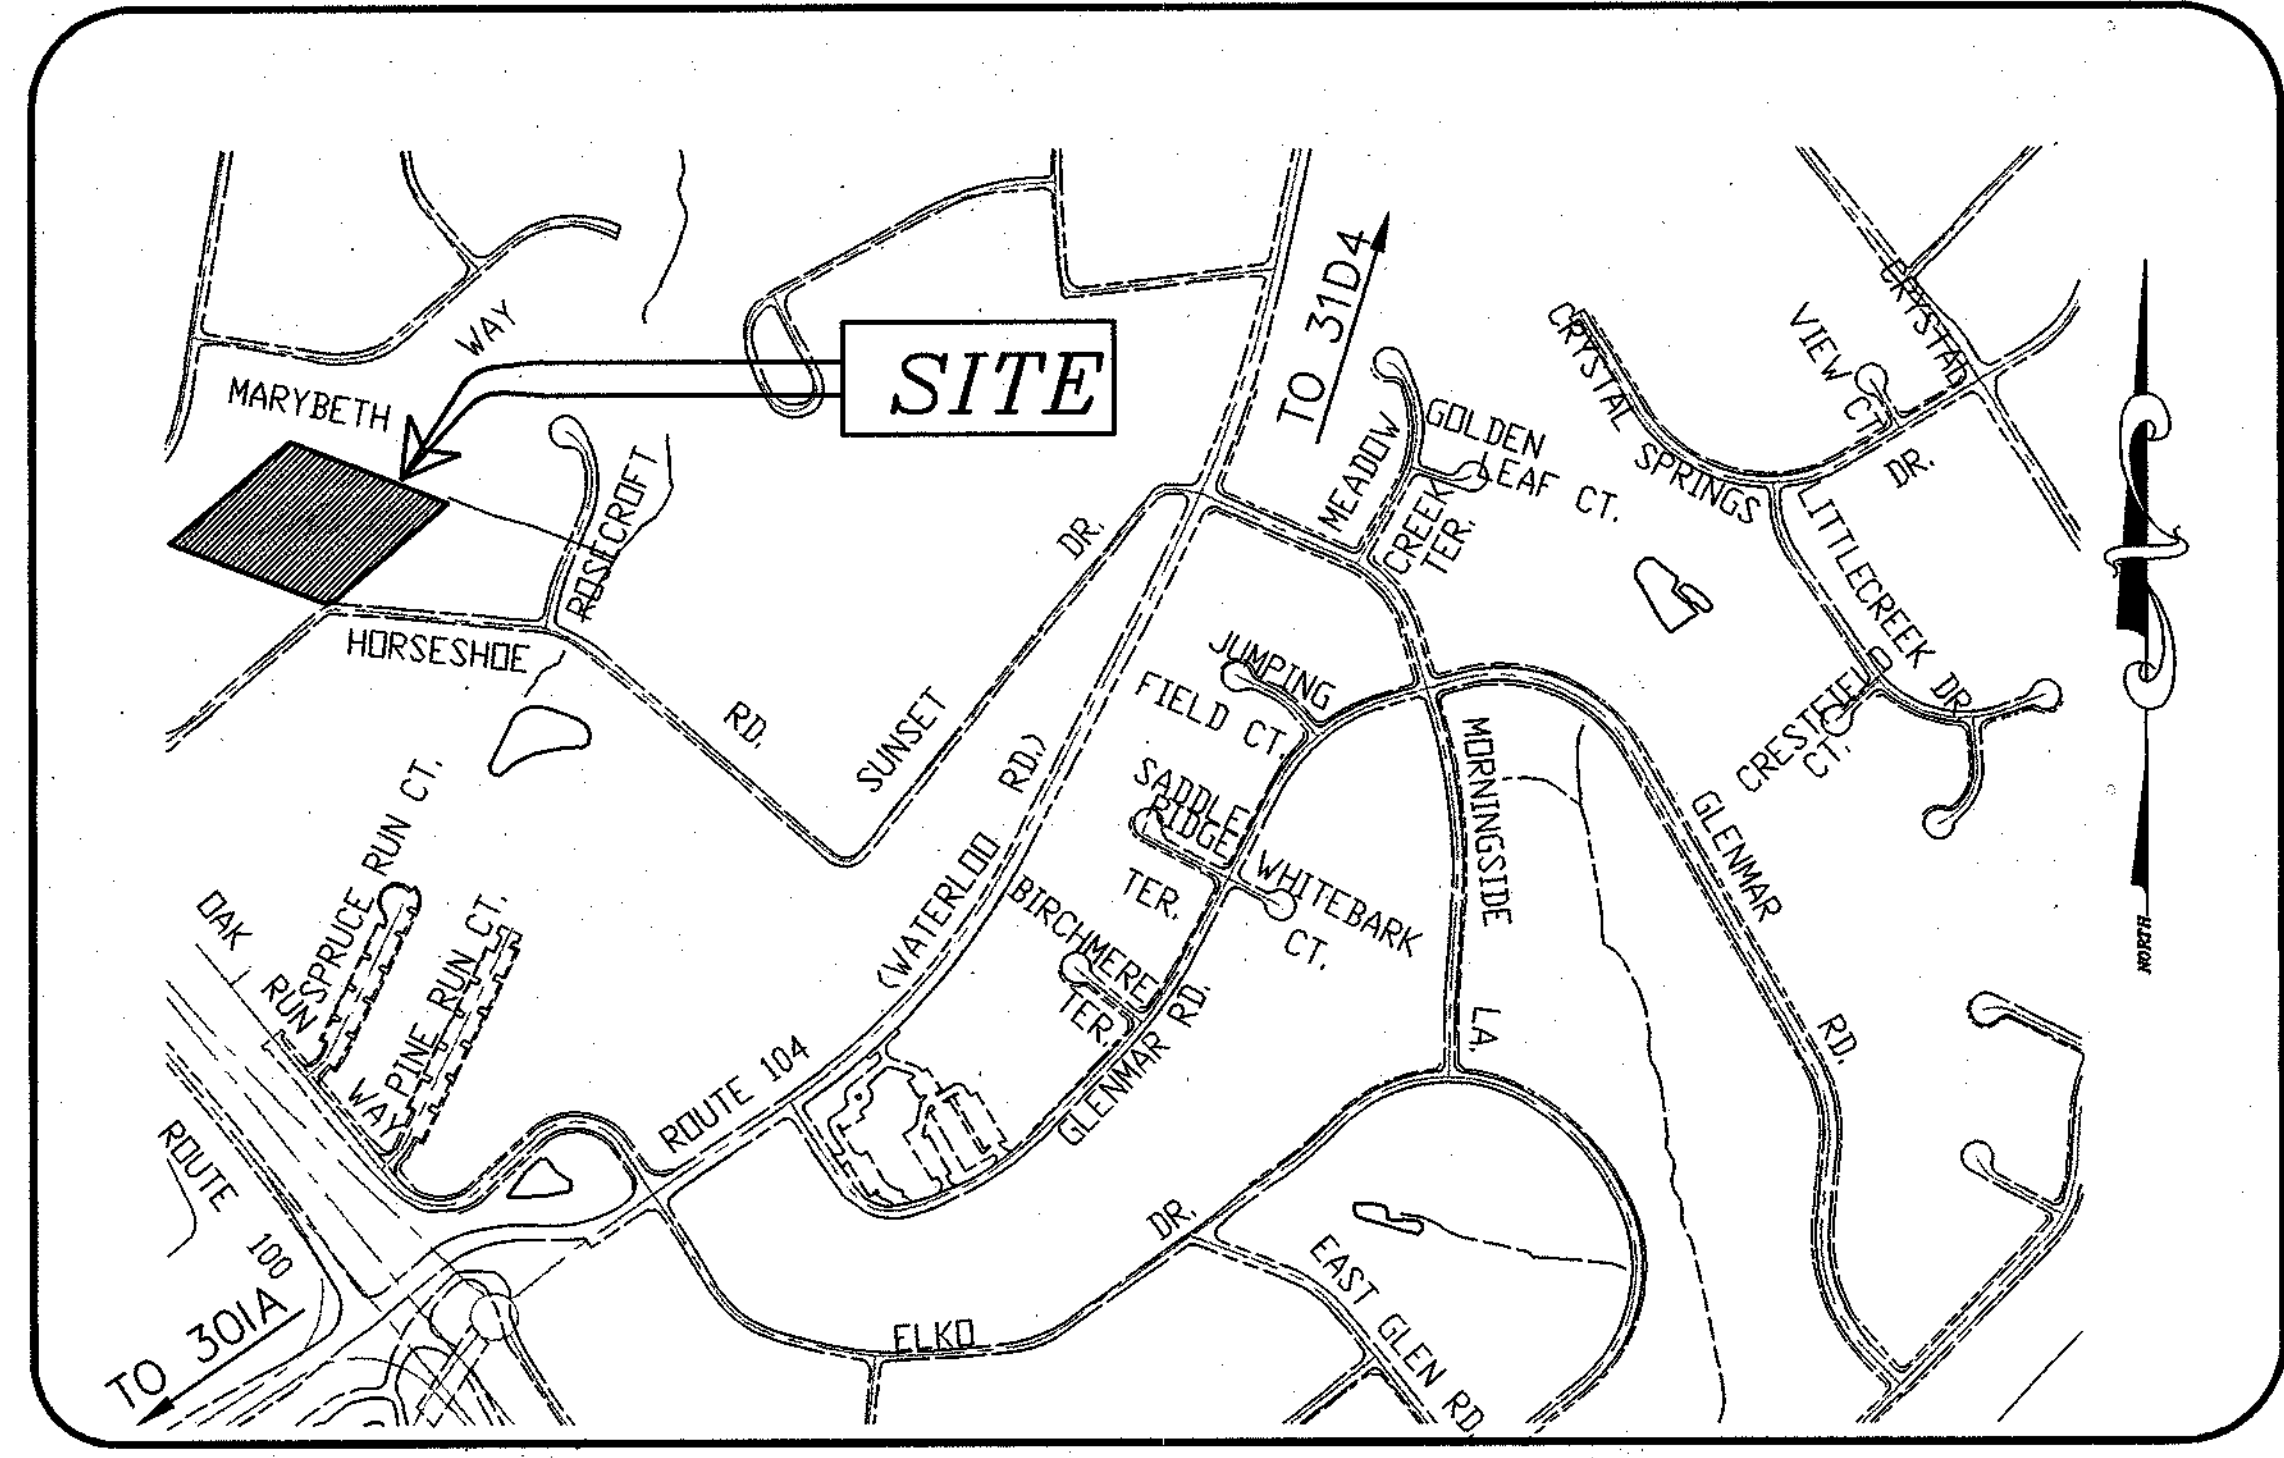 SITE
MARYBETH WAY
ROSECROFT
HORSESHOE RD.
SUNSET DR.
TO 31D4
MEADOW CREEK TER.
GOLDEN LEAF CT.
CRYSTAL SPRINGS DR.
CRYSTAL
VIEW CT.
LITTLECREEK DR.
CRESTFIELD CT.
JUMPING FIELD CT.
SADDLE RIDGE TER.
WHITEBARK CT.
BIRCHMERE TER.
GLENMAR RD.
MORNINGSIDE LA.
GLENMAR RD.
ROUTE 104 (WATERLOO RD.)
OAK RUN WAY
SPRUCE RUN CT.
PINE RUN CT.
ROUTE 100
TO 301A
ELKO DR.
EAST GLEN RD.
NORTH